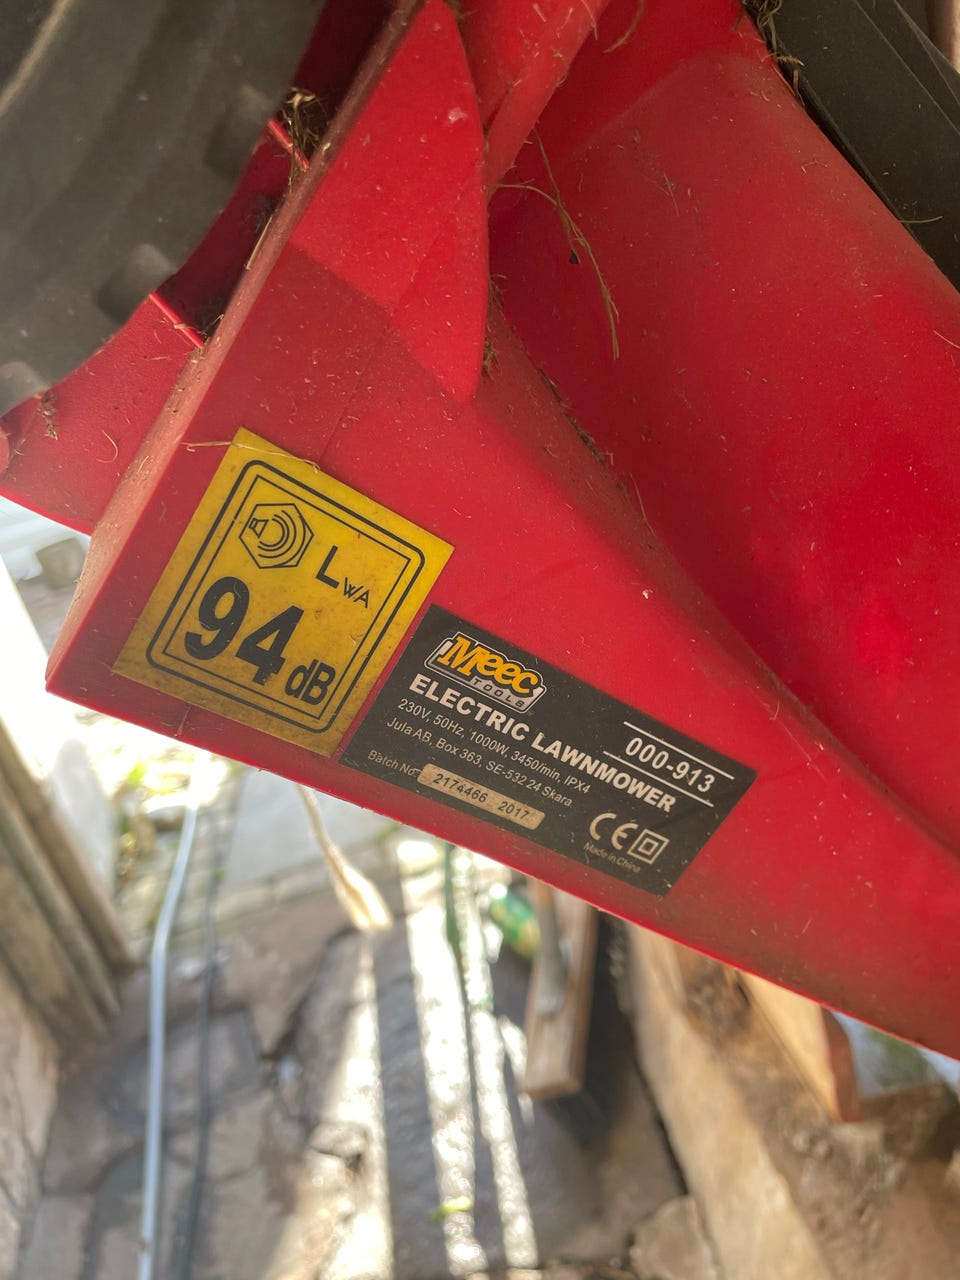 LWA
94 dB
Meec
TOOLS
ELECTRIC LAWNMOWER
000-913
230V, 50Hz, 1000W, 3450/min, IPX4
Jula AB, Box 363, SE-532 24 Skara
Batch No: 2174466 2017
CE
Made in China